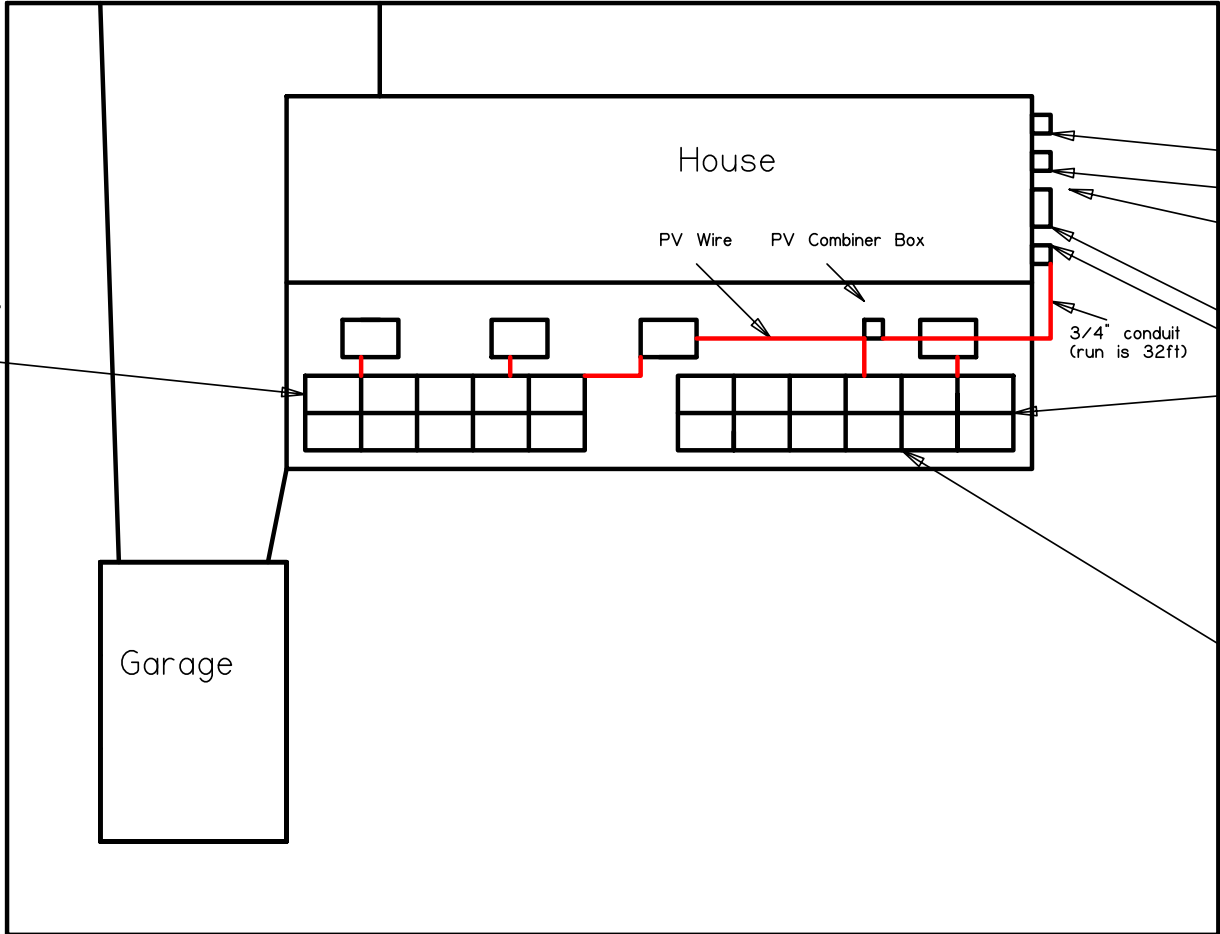 House
PV Wire
PV Combiner Box
3/4" conduit
(run is 32ft)
Garage